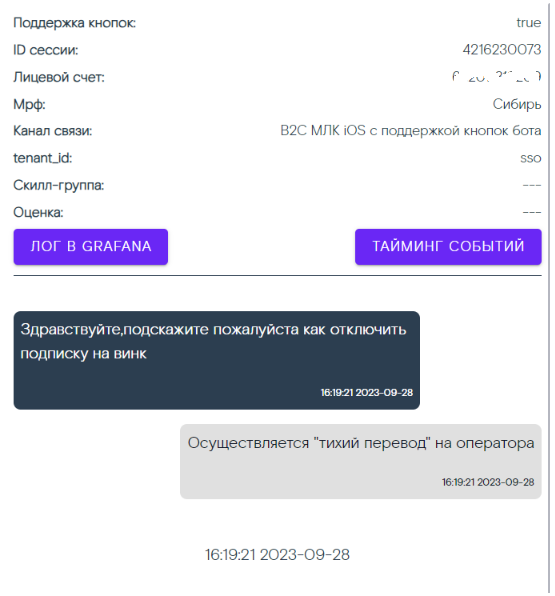 Поддержка кнопок: true
ID сессии: 4216230073
Лицевой счет:
Мрф: Сибирь
Канал связи: B2C МЛК iOS с поддержкой кнопок бота
tenant_id: sso
Скилл-группа: ---
Оценка: ---
ЛОГ В GRAFANA ТАЙМИНГ СОБЫТИЙ
Здравствуйте,подскажите пожалуйста как отключить
подписку на винк
16:19:21 2023-09-28
Осуществляется "тихий перевод" на оператора
16:19:21 2023-09-28
16:19:21 2023-09-28